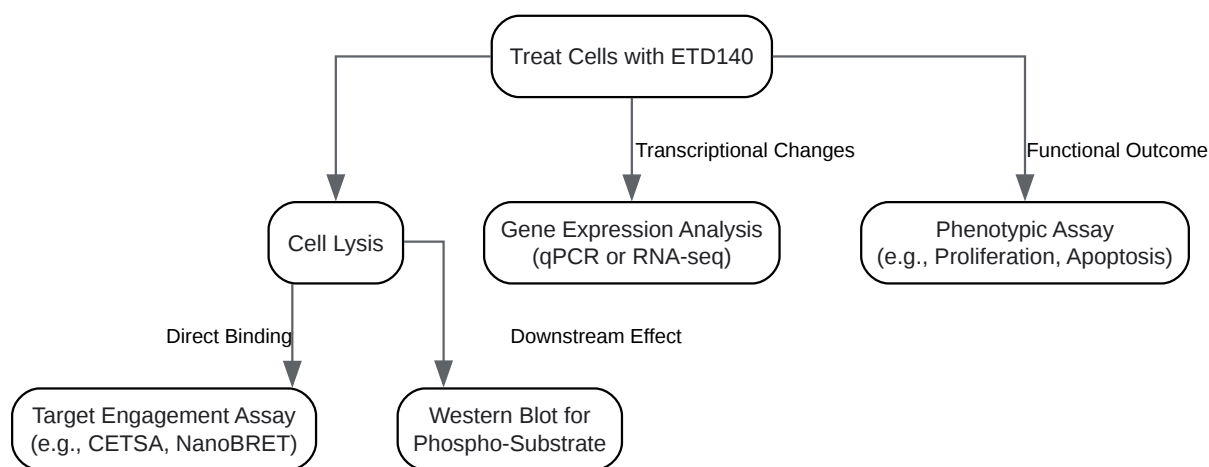 Treat Cells with ETD140
Transcriptional Changes
Functional Outcome
Cell Lysis
Gene Expression Analysis
(qPCR or RNA-seq)
Phenotypic Assay
(e.g., Proliferation, Apoptosis)
Direct Binding
Downstream Effect
Target Engagement Assay
(e.g., CETSA, NanoBRET)
Western Blot for
Phospho-Substrate